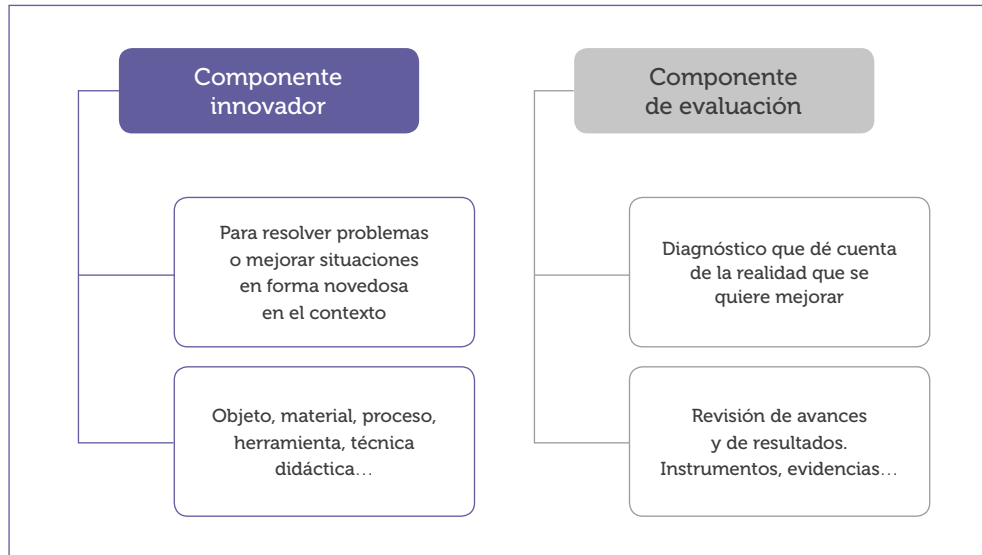 Componente
innovador
Para resolver problemas
o mejorar situaciones
en forma novedosa
en el contexto
Objeto, material, proceso,
herramienta, técnica
didáctica…
Componente
de evaluación
Diagnóstico que dé cuenta
de la realidad que se
quiere mejorar
Revisión de avances
y de resultados.
Instrumentos, evidencias…